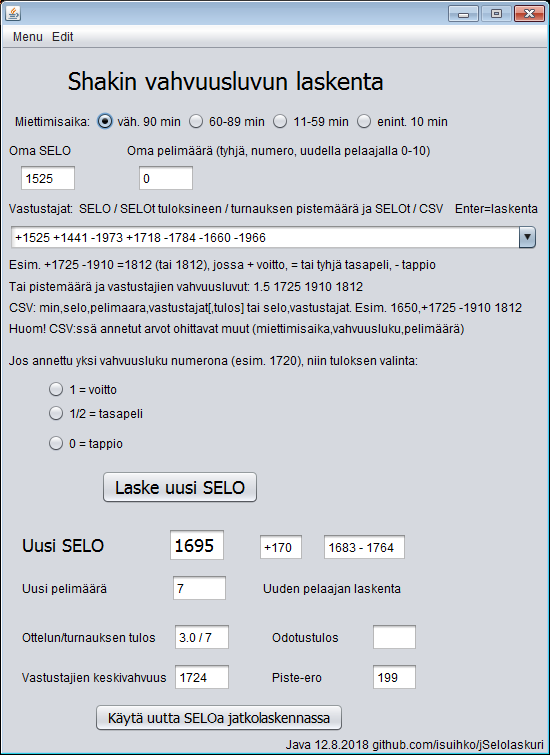 Menu Edit
Shakin vahvuusluvun laskenta
Miettimisaika: väh. 90 min 60-89 min 11-59 min enint. 10 min
Oma SELO Oma pelimäärä (tyhjä, numero, uudella pelaajalla 0-10)
1525 0
Vastustajat: SELO / SELOt tuloksineen / turnauksen pistemäärä ja SELOt / CSV Enter=laskenta
+1525 +1441 -1973 +1718 -1784 -1660 -1966
Esim. +1725 -1910 =1812 (tai 1812), jossa + voitto, = tai tyhjä tasapeli, - tappio
Tai pistemäärä ja vastustajien vahvuusluvut: 1.5 1725 1910 1812
CSV: min,selo,pelimaara,vastustajat[,tulos] tai selo,vastustajat. Esim. 1650,+1725 -1910 1812
Huom! CSV:ssä annetut arvot ohittavat muut (miettimisaika,vahvuusluku,pelimäärä)
Jos annettu yksi vahvuusluku numerona (esim. 1720), niin tuloksen valinta:
1 = voitto
1/2 = tasapeli
0 = tappio
Laske uusi SELO
Uusi SELO 1695 +170 1683 - 1764
Uusi pelimäärä 7 Uuden pelaajan laskenta
Ottelun/turnauksen tulos 3.0 / 7 Odotustulos
Vastustajien keskivahvuus 1724 Piste-ero 199
Käytä uutta SELOa jatkolaskennassa
Java 12.8.2018 github.com/isuihko/jSelolaskuri